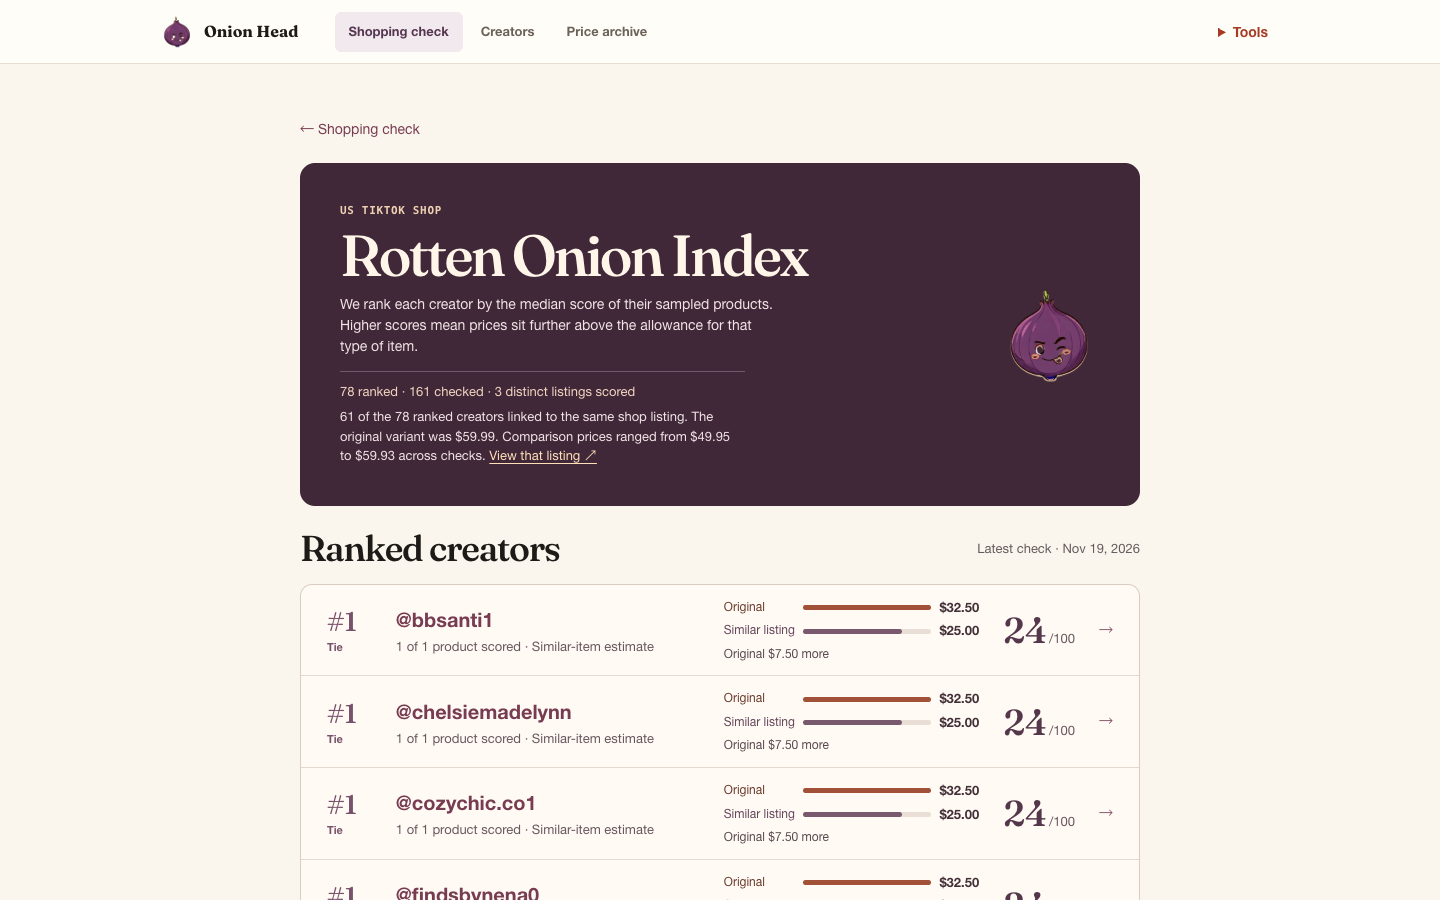 Onion Head
Shopping check
Creators
Price archive
▶ Tools
← Shopping check
US TIKTOK SHOP
Rotten Onion Index
We rank each creator by the median score of their sampled products.
Higher scores mean prices sit further above the allowance for that
type of item.
78 ranked · 161 checked · 3 distinct listings scored
61 of the 78 ranked creators linked to the same shop listing. The
original variant was $59.99. Comparison prices ranged from $49.95
to $59.93 across checks. View that listing ↗
Ranked creators
Latest check · Nov 19, 2026
#1
Tie
@bbsanti1
1 of 1 product scored · Similar-item estimate
Original $32.50
Similar listing $25.00
Original $7.50 more
24/100 →
#1
Tie
@chelsiemadelynn
1 of 1 product scored · Similar-item estimate
Original $32.50
Similar listing $25.00
Original $7.50 more
24/100 →
#1
Tie
@cozychic.co1
1 of 1 product scored · Similar-item estimate
Original $32.50
Similar listing $25.00
Original $7.50 more
24/100 →
#1
@findsbynena0
Original $32.50